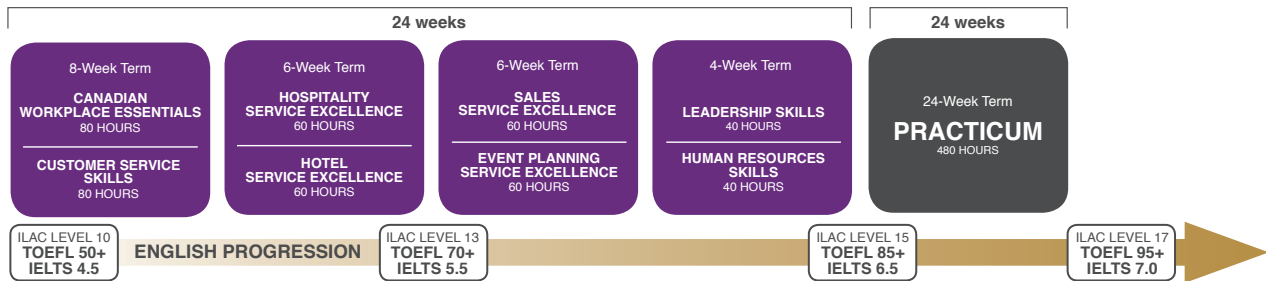 24 weeks
24 weeks
8-Week Term
CANADIAN
WORKPLACE ESSENTIALS
80 HOURS
CUSTOMER SERVICE
SKILLS
80 HOURS
6-Week Term
HOSPITALITY
SERVICE EXCELLENCE
60 HOURS
HOTEL
SERVICE EXCELLENCE
60 HOURS
6-Week Term
SALES
SERVICE EXCELLENCE
60 HOURS
EVENT PLANNING
SERVICE EXCELLENCE
60 HOURS
4-Week Term
LEADERSHIP SKILLS
40 HOURS
HUMAN RESOURCES
SKILLS
40 HOURS
24-Week Term
PRACTICUM
480 HOURS
ILAC LEVEL 10
TOEFL 50+
IELTS 4.5
ENGLISH PROGRESSION
ILAC LEVEL 13
TOEFL 70+
IELTS 5.5
ILAC LEVEL 15
TOEFL 85+
IELTS 6.5
ILAC LEVEL 17
TOEFL 95+
IELTS 7.0